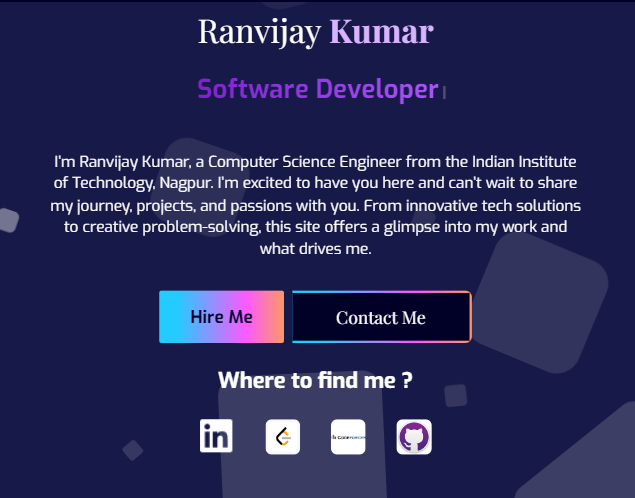 Ranvijay Kumar
Software Developer
I'm Ranvijay Kumar, a Computer Science Engineer from the Indian Institute
of Technology, Nagpur. I'm excited to have you here and can't wait to share
my journey, projects, and passions with you. From innovative tech solutions
to creative problem-solving, this site offers a glimpse into my work and
what drives me.
Hire Me
Contact Me
Where to find me ?
in
CODEFORCES